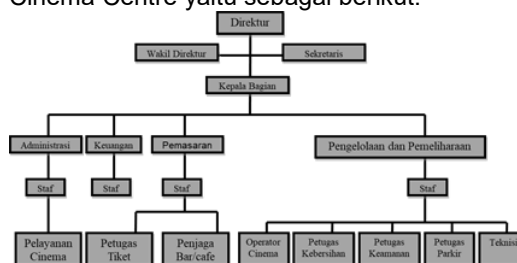 Cinema Centre yaitu sebagai berikut:
Direktur
Wakil Direktur
Sekretaris
Kepala Bagian
Administrasi
Keuangan
Pemasaran
Pengelolaan dan Pemeliharaan
Staf
Staf
Staf
Staf
Pelayanan
Cinema
Petugas
Tiket
Penjaga
Bar/cafe
Operator
Cinema
Petugas
Kebersihan
Petugas
Keamanan
Petugas
Parkir
Teknisi